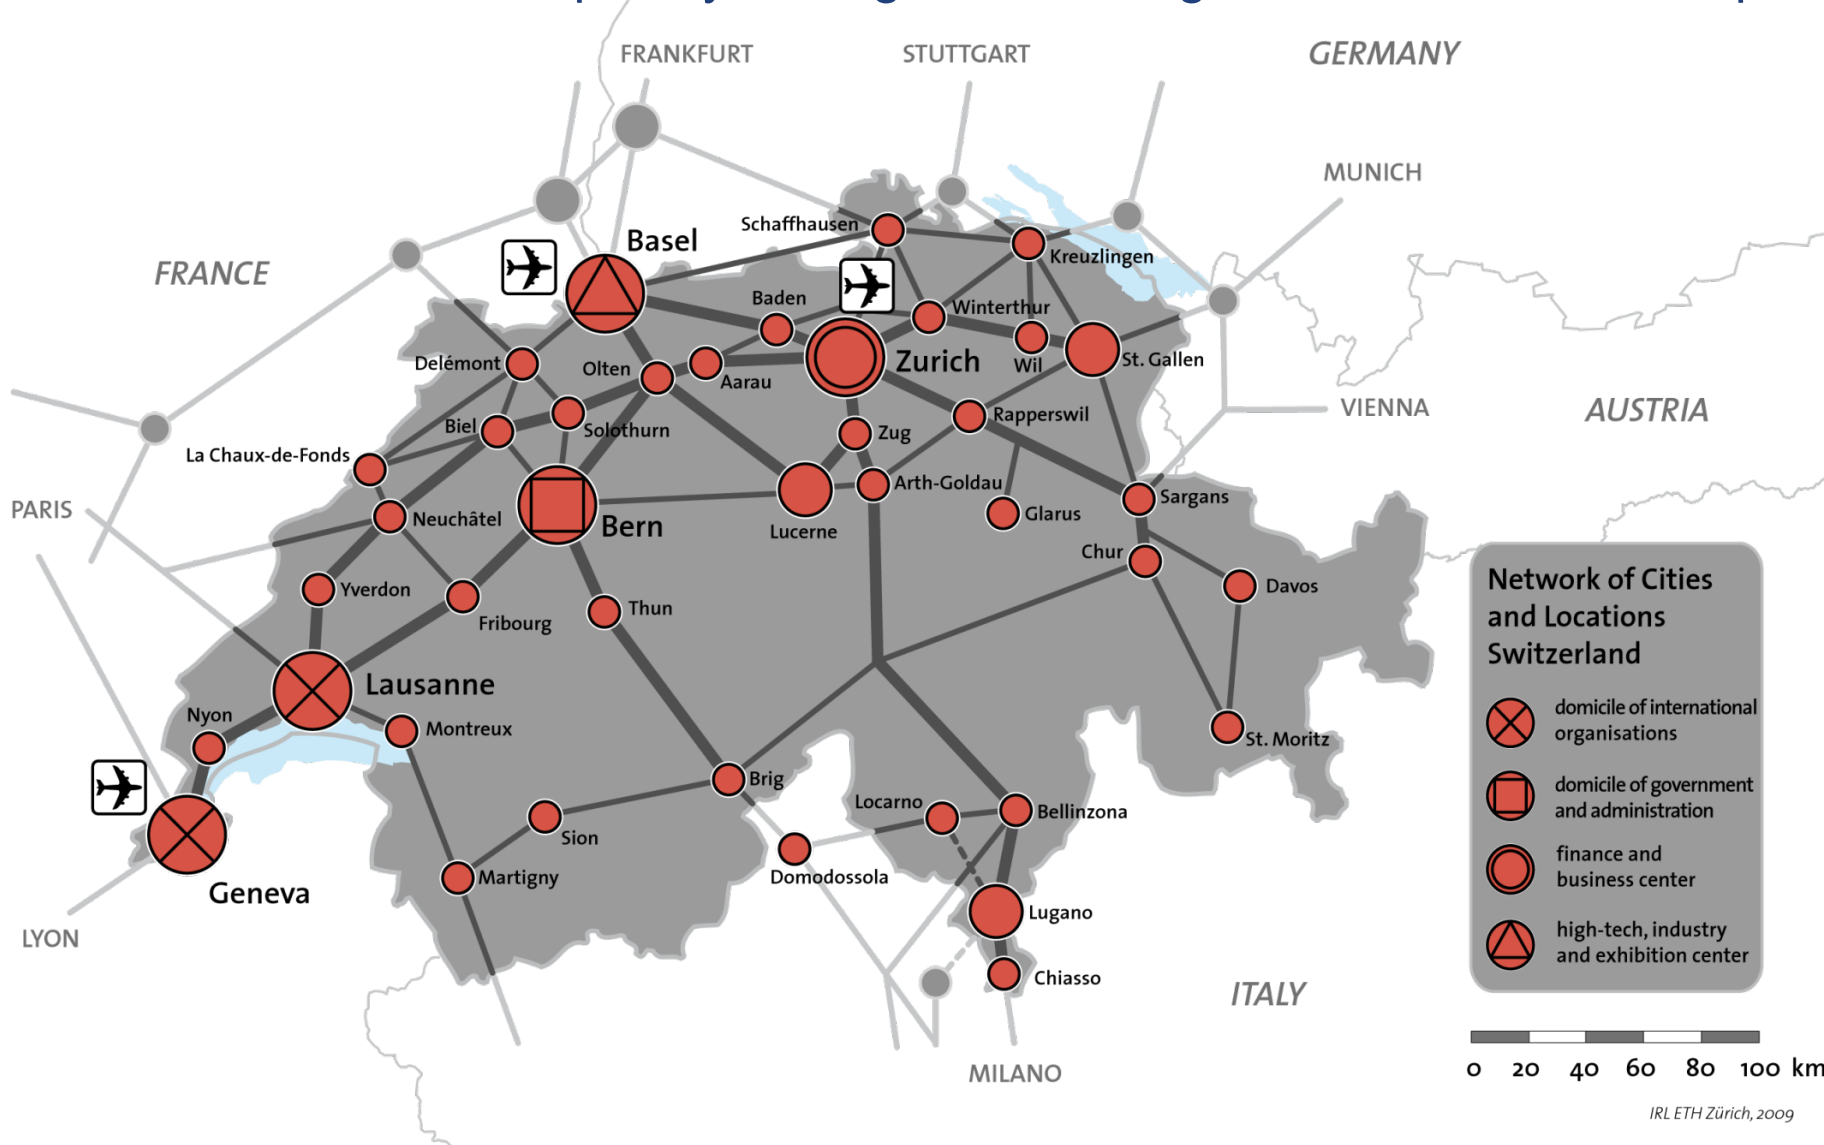 FRANKFURT
STUTTGART
GERMANY
MUNICH
Schaffhausen
Basel
Kreuzlingen
FRANCE
Baden
Winterthur
Delémont
Olten
Aarau
Zurich
Wil
St. Gallen
VIENNA
AUSTRIA
Biel
Solothurn
Zug
Rapperswil
La Chaux-de-Fonds
Arth-Goldau
Sargans
PARIS
Neuchâtel
Bern
Lucerne
Glarus
Chur
Davos
Yverdon
Fribourg
Thun
Lausanne
Nyon
Montreux
St. Moritz
Brig
Locarno
Bellinzona
Sion
Domodossola
Martigny
Geneva
Lugano
LYON
Chiasso
ITALY
MILANO
Network of Cities
and Locations
Switzerland
domicile of international
organisations
domicile of government
and administration
finance and
business center
high-tech, industry
and exhibition center
0 20 40 60 80 100 km
IRL ETH Zürich, 2009